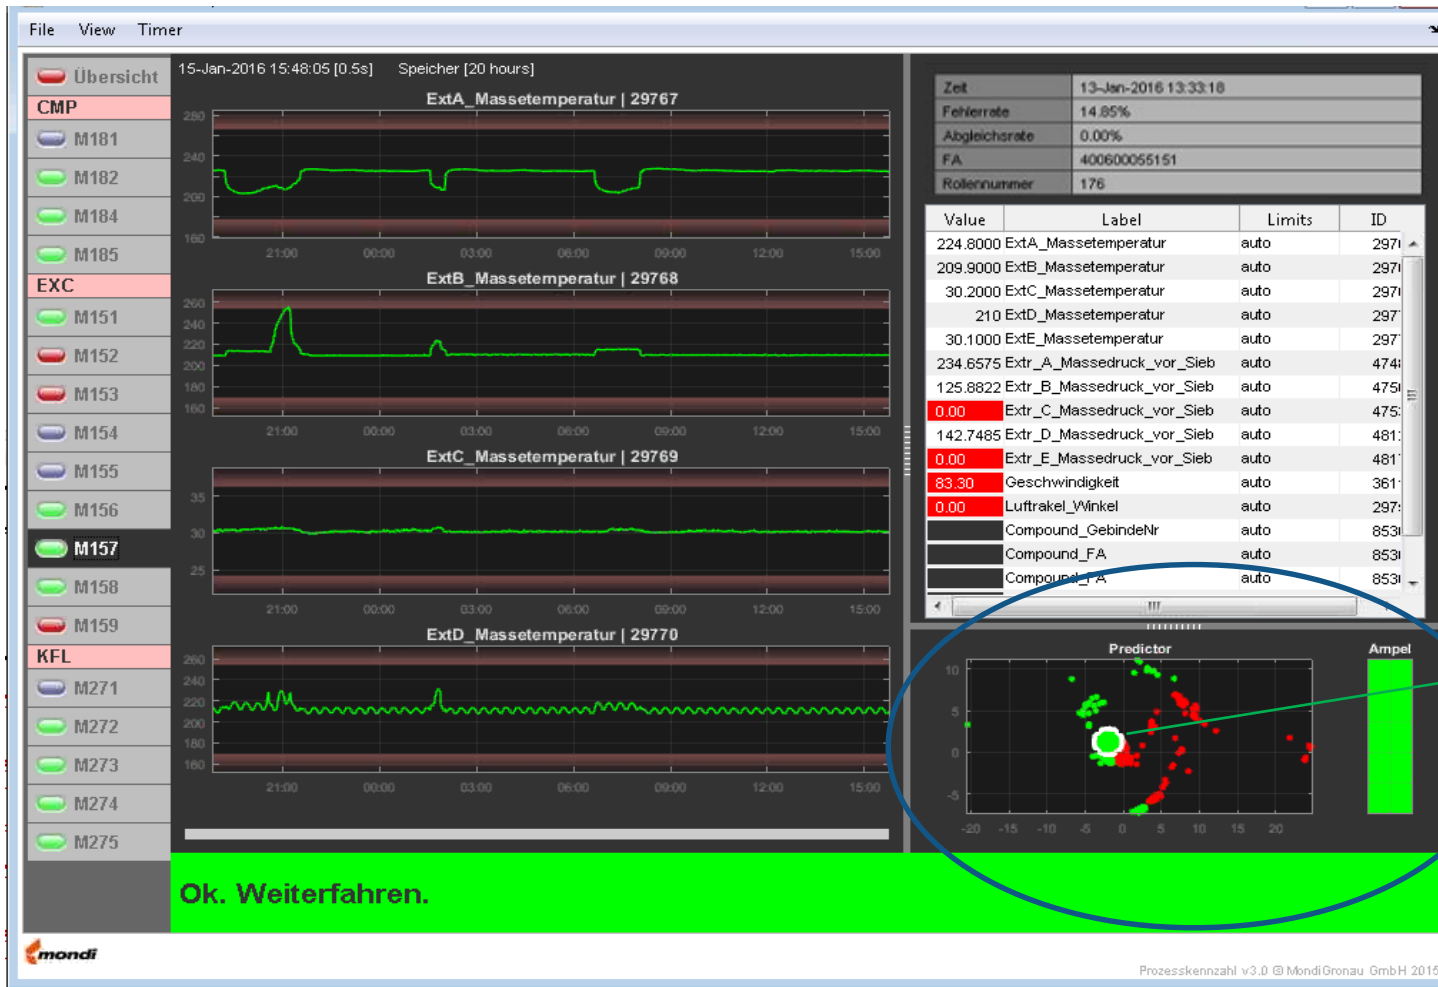 File View Timer
Übersicht
CMP
M181
M182
M184
M185
EXC
M151
M152
M153
M154
M155
M156
M157
M158
M159
KFL
M271
M272
M273
M274
M275
15-Jan-2016 15:48:05 [0.5s] Speicher [20 hours]
ExtA_Massetemperatur | 29767
280
240
200
160
21:00 00:00 03:00 06:00 09:00 12:00 15:00
ExtB_Massetemperatur | 29768
260
240
220
200
180
160
21:00 00:00 03:00 06:00 09:00 12:00 15:00
ExtC_Massetemperatur | 29769
35
30
25
21:00 00:00 03:00 06:00 09:00 12:00 15:00
ExtD_Massetemperatur | 29770
260
240
220
200
180
160
21:00 00:00 03:00 06:00 09:00 12:00 15:00
Zeit 13-Jan-2016 13:33:18
Fehlerrate 14.85%
Abgleichsrate 0.00%
FA 400600055151
Rollennummer 176
Value Label Limits ID
224.8000 ExtA_Massetemperatur auto
209.9000 ExtB_Massetemperatur auto
30.2000 ExtC_Massetemperatur auto
210 ExtD_Massetemperatur auto
30.1000 ExtE_Massetemperatur auto
234.6575 Extr_A_Massedruck_vor_Sieb auto
125.8822 Extr_B_Massedruck_vor_Sieb auto
0.00 Extr_C_Massedruck_vor_Sieb auto
142.7485 Extr_D_Massedruck_vor_Sieb auto
0.00 Extr_E_Massedruck_vor_Sieb auto
83.30 Geschwindigkeit auto
0.00 Luftrakel_Winkel auto
Compound_GebindeNr auto
Compound_FA auto
Compound_FA auto
Predictor Ampel
10
5
0
-5
-20 -15 -10 -5 0 5 10 15 20
Ok. Weiterfahren.
mondi
Prozesskennzahl v3.0 @ MondiGronau GmbH 2015